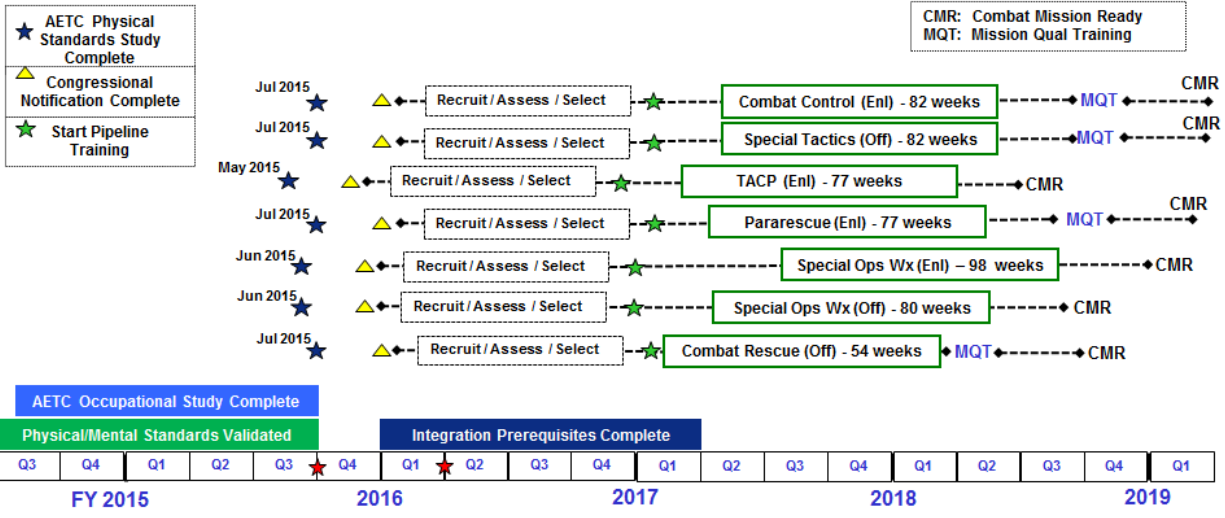 AETC Physical
Standards Study
Complete
Congressional
Notification Complete
Start Pipeline
Training
CMR: Combat Mission Ready
MQT: Mission Qual Training
Jul 2015 Recruit / Assess / Select Combat Control (Enl) - 82 weeks MQT CMR
Jul 2015 Recruit / Assess / Select Special Tactics (Off) - 82 weeks MQT CMR
May 2015 Recruit / Assess / Select TACP (Enl) - 77 weeks CMR
Jul 2015 Recruit / Assess / Select Pararescue (Enl) - 77 weeks MQT CMR
Jun 2015 Recruit / Assess / Select Special Ops Wx (Enl) – 98 weeks CMR
Jun 2015 Recruit / Assess / Select Special Ops Wx (Off) - 80 weeks CMR
Jul 2015 Recruit / Assess / Select Combat Rescue (Off) - 54 weeks MQT CMR
AETC Occupational Study Complete
Physical/Mental Standards Validated Integration Prerequisites Complete
Q3 Q4 Q1 Q2 Q3 Q4 Q1 Q2 Q3 Q4 Q1 Q2 Q3 Q4 Q1 Q2 Q3 Q4 Q1
FY 2015 2016 2017 2018 2019